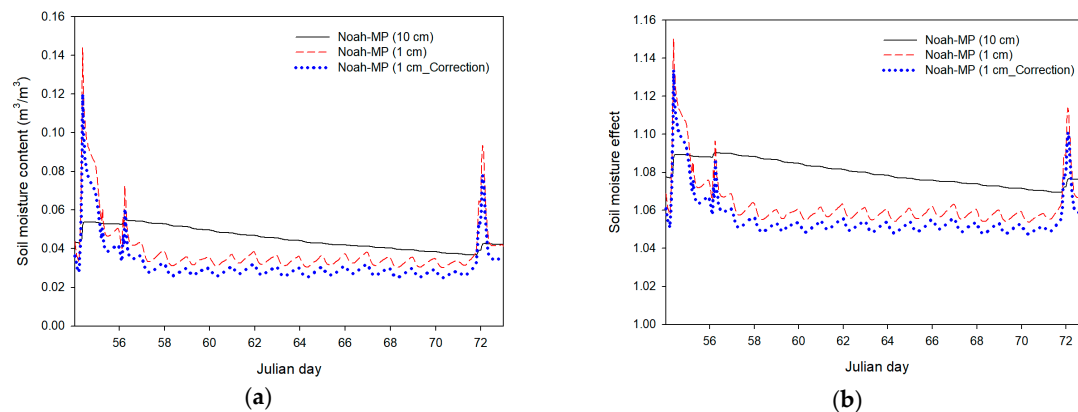 0.16
0.14
0.12
0.10
0.08
0.06
0.04
0.02
0.00
Soil moisture content (m³/m³)
Noah-MP (10 cm)
Noah-MP (1 cm)
Noah-MP (1 cm_Correction)
56 58 60 62 64 66 68 70 72
Julian day
(a)
1.16
1.14
1.12
1.10
1.08
1.06
1.04
1.02
1.00
Soil moisture effect
Noah-MP (10 cm)
Noah-MP (1 cm)
Noah-MP (1 cm_Correction)
56 58 60 62 64 66 68 70 72
Julian day
(b)